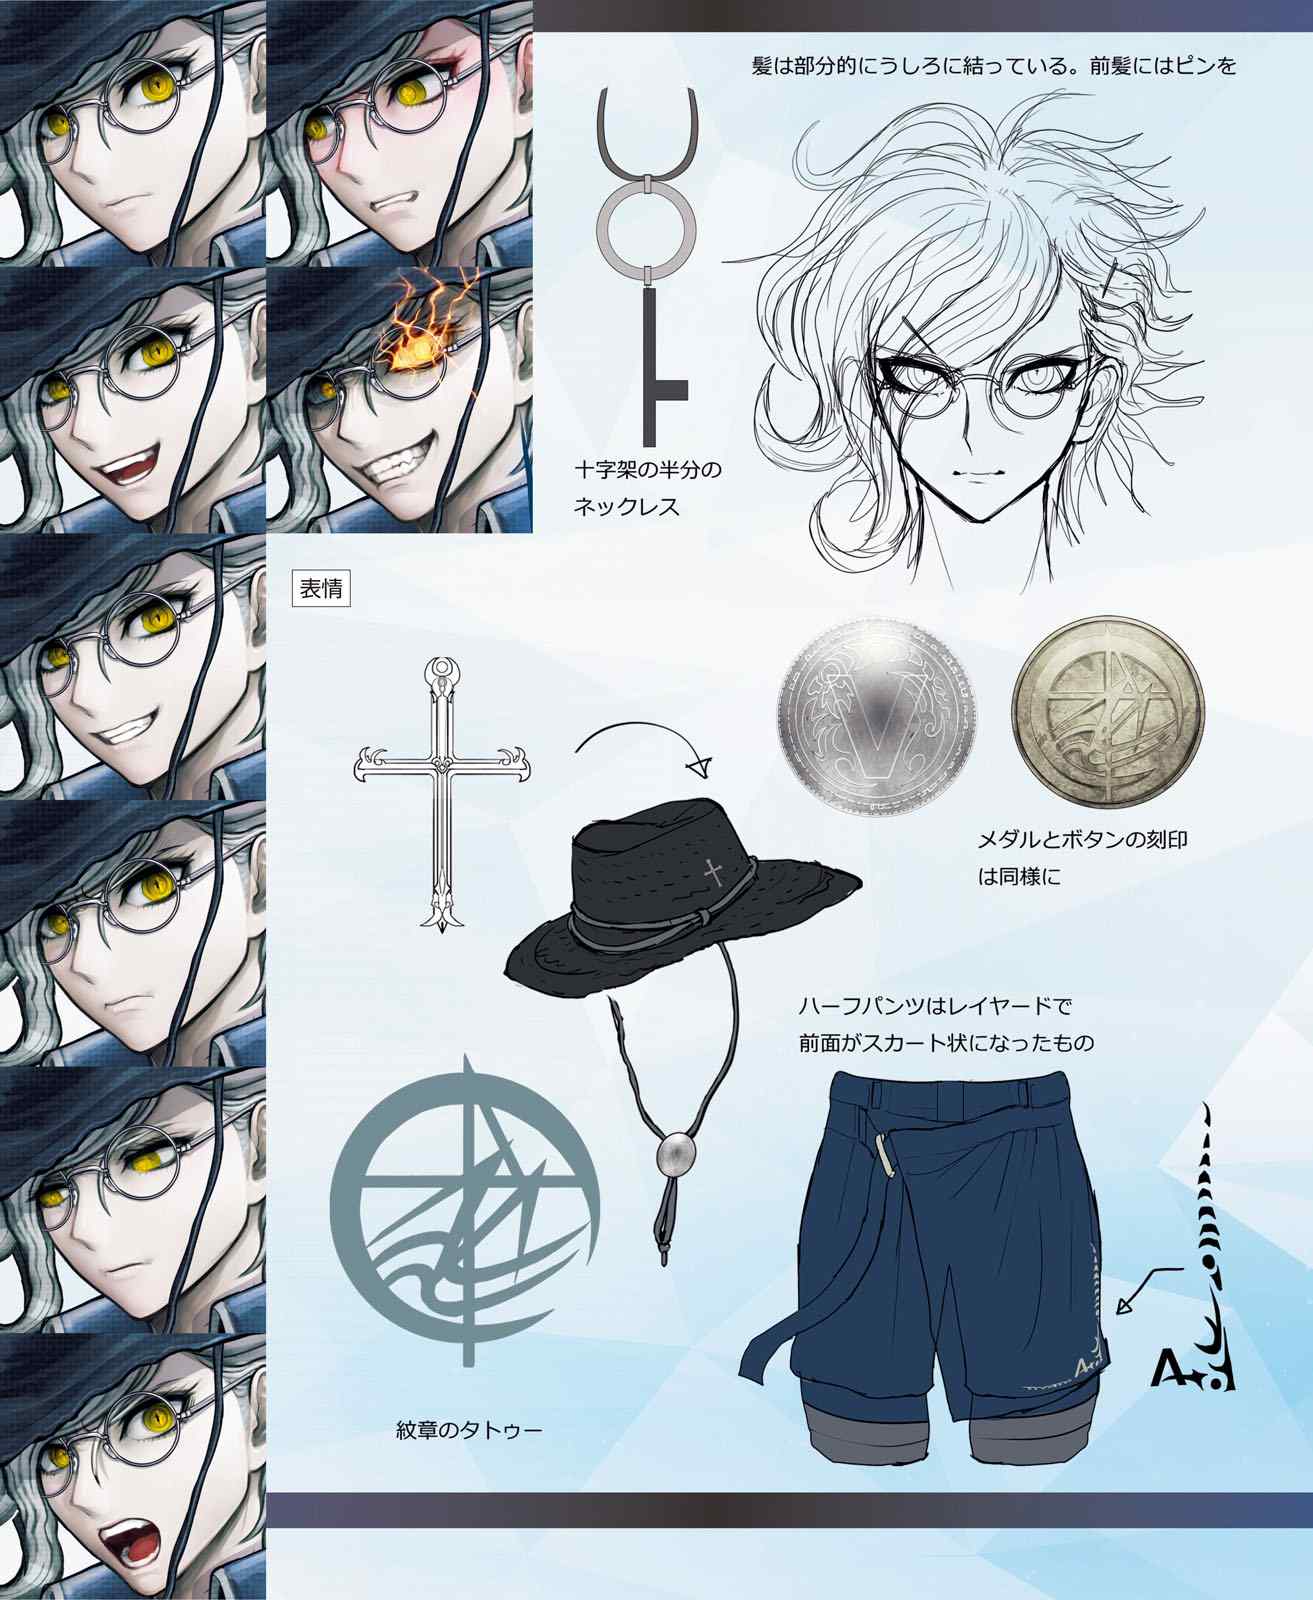 髪は部分的にうしろに結っている。前髪にはピンを
十字架の半分の
ネックレス
表情
V
メダルとボタンの刻印
は同様に
ハーフパンツはレイヤードで
前面がスカート状になったもの
紋章のタトゥー